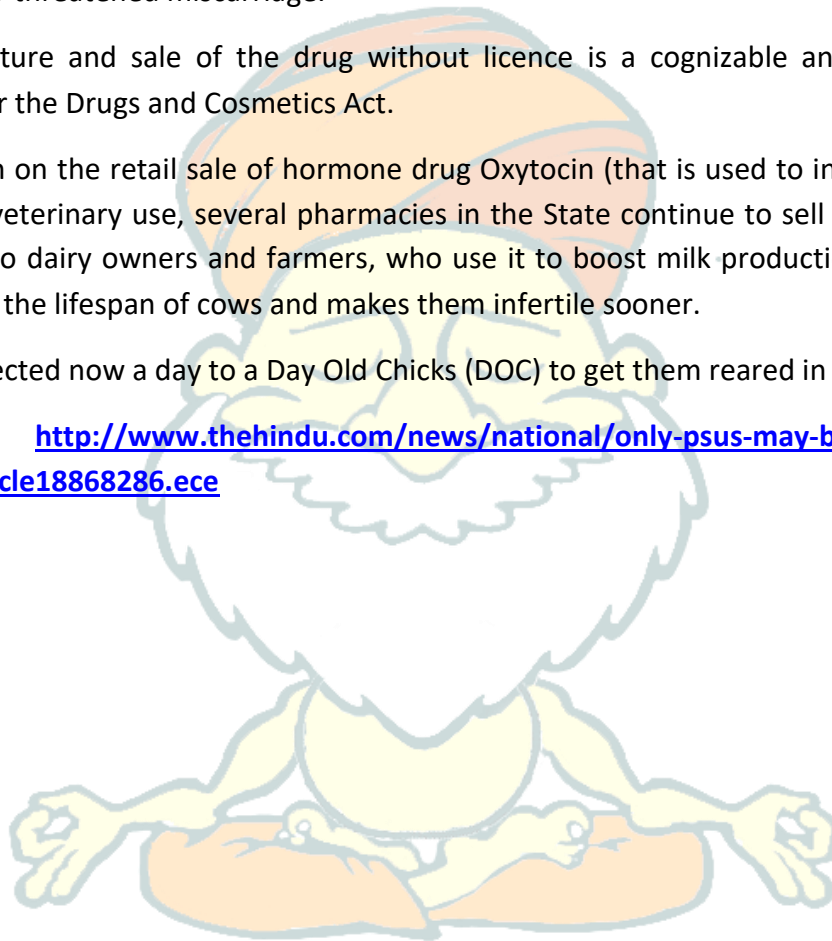 threatened miscarriage.
ture and sale of the drug without licence is a cognizable an
r the Drugs and Cosmetics Act.
n on the retail sale of hormone drug Oxytocin (that is used to in
veterinary use, several pharmacies in the State continue to sell
o dairy owners and farmers, who use it to boost milk producti
the lifespan of cows and makes them infertile sooner.
ected now a day to a Day Old Chicks (DOC) to get them reared in
http://www.thehindu.com/news/national/only-psus-may-b
cle18868286.ece